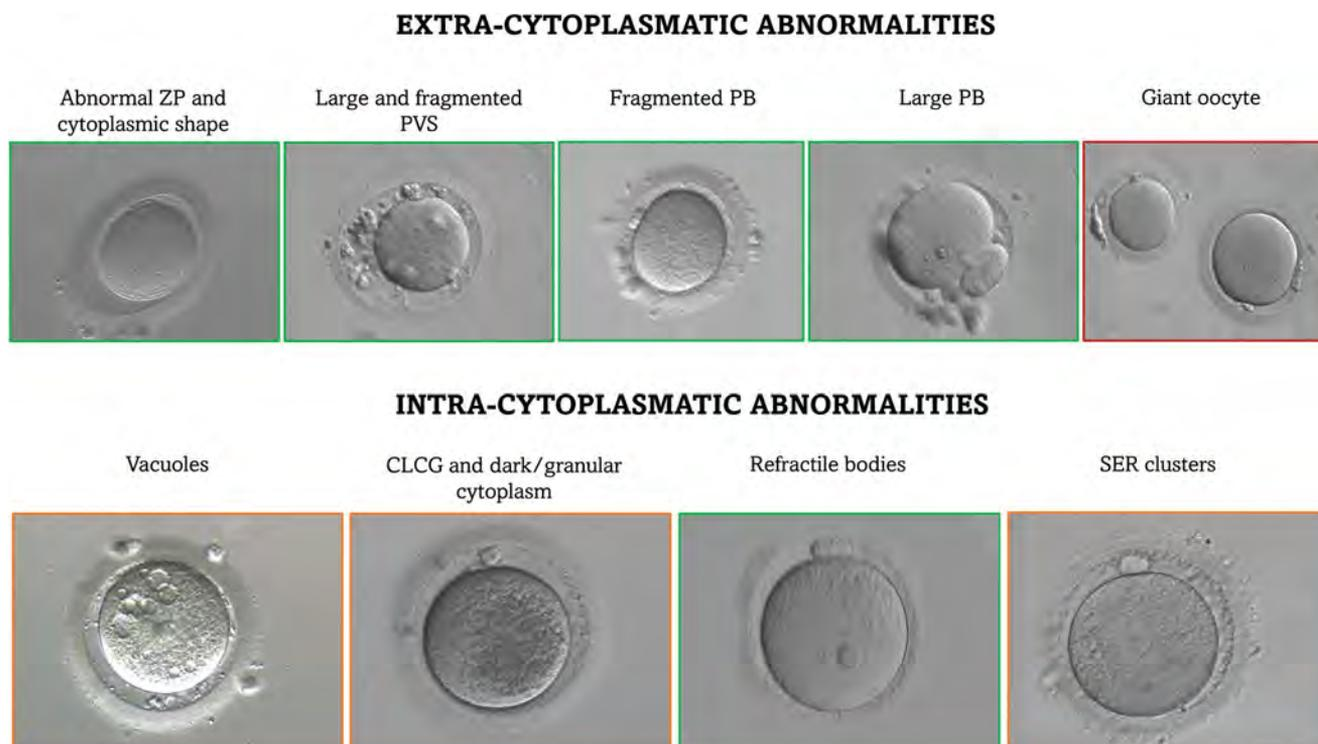 EXTRA-CYTOPLASMATIC ABNORMALITIES
Abnormal ZP and
cytoplasmic shape
Large and fragmented
PVS
Fragmented PB
Large PB
Giant oocyte
INTRA-CYTOPLASMATIC ABNORMALITIES
Vacuoles
CLCG and dark/granular
cytoplasm
Refractile bodies
SER clusters